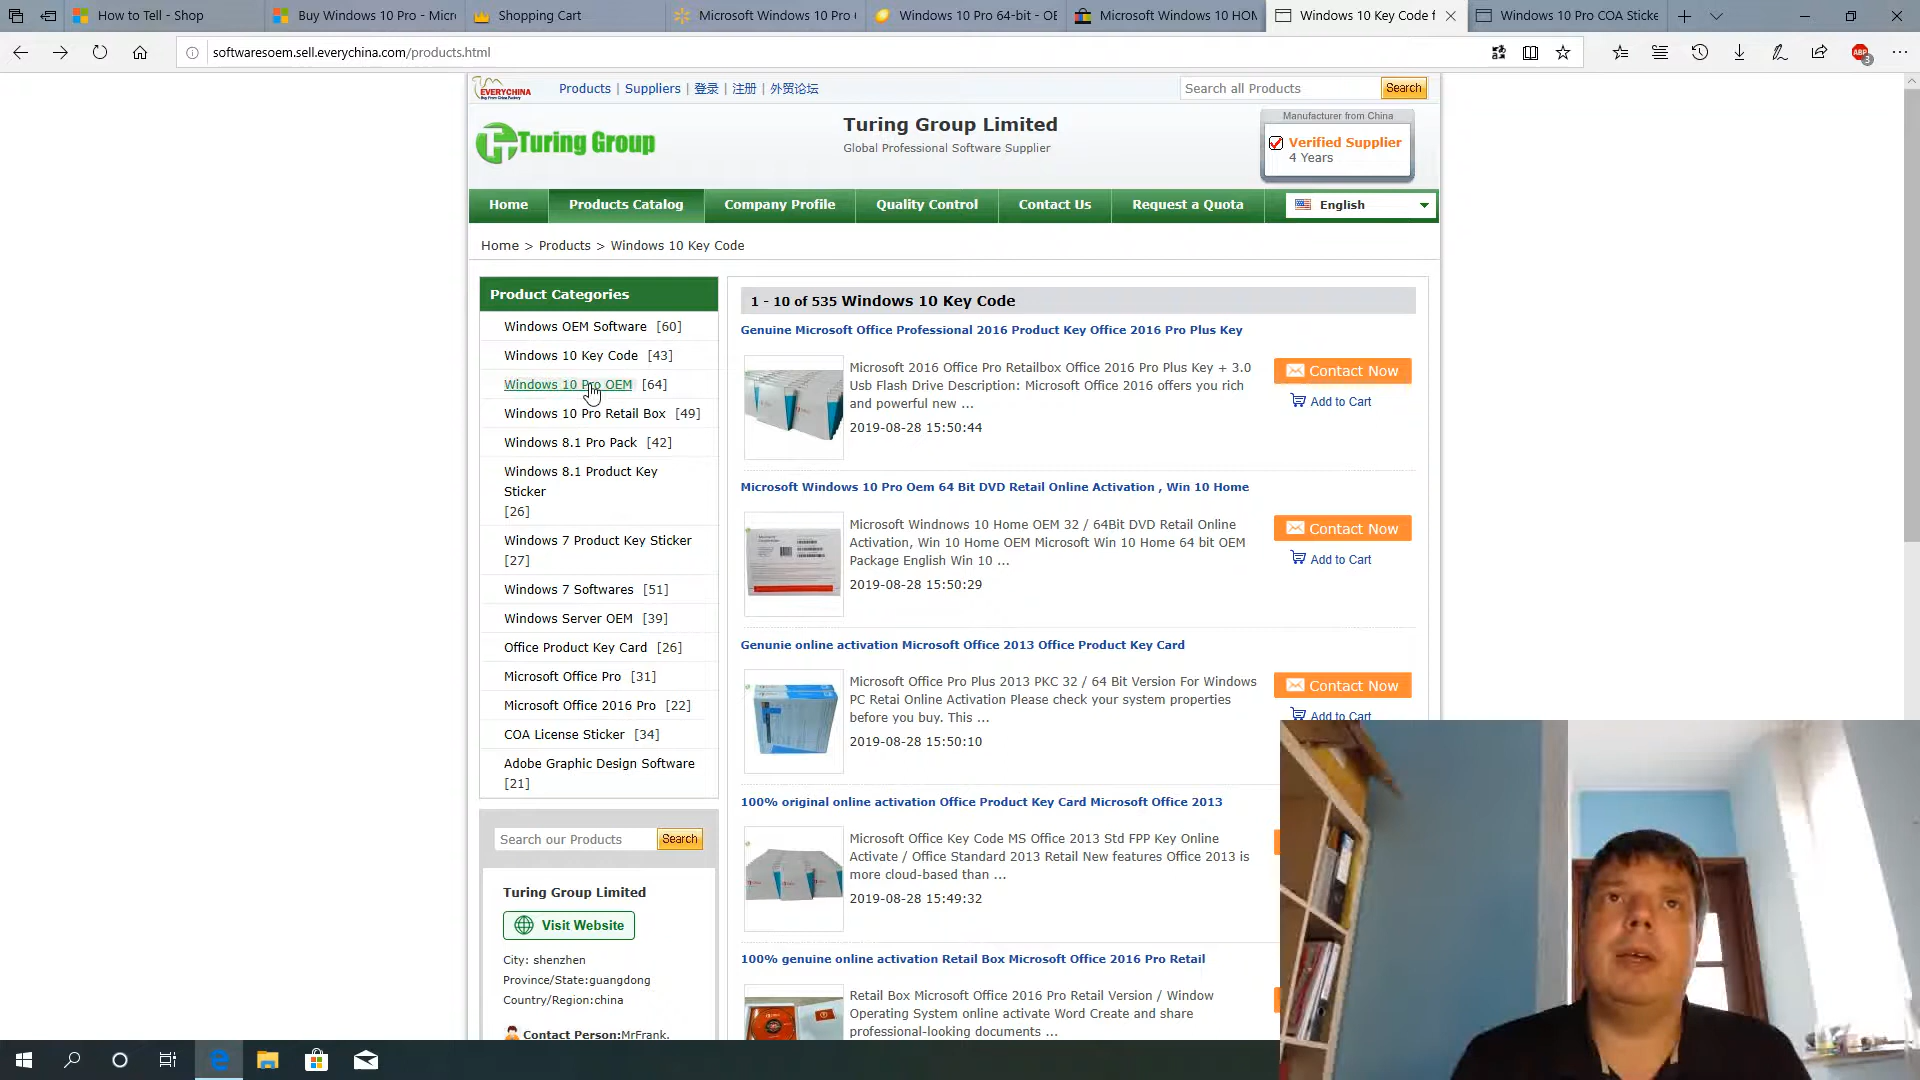 How to Tell - Shop
Buy Windows 10 Pro - Micr
Shopping Cart
Microsoft Windows 10 Pro (
Windows 10 Pro 64-bit - OE
Microsoft Windows 10 HOM
Windows 10 Key Code f
Windows 10 Pro COA Sticke
softwaresoem.sell.everychina.com/products.html
ABP
3
EVERYCHINA
Buy From China Factory
Products | Suppliers | 登录 | 注册 | 外贸论坛
Search all Products
Search
Turing Group
Turing Group Limited
Global Professional Software Supplier
Manufacturer from China
Verified Supplier
4 Years
Home
Products Catalog
Company Profile
Quality Control
Contact Us
Request a Quota
English
Home > Products > Windows 10 Key Code
Product Categories
Windows OEM Software [60]
Windows 10 Key Code [43]
Windows 10 Pro OEM [64]
Windows 10 Pro Retail Box [49]
Windows 8.1 Pro Pack [42]
Windows 8.1 Product Key
Sticker
[26]
Windows 7 Product Key Sticker
[27]
Windows 7 Softwares [51]
Windows Server OEM [39]
Office Product Key Card [26]
Microsoft Office Pro [31]
Microsoft Office 2016 Pro [22]
COA License Sticker [34]
Adobe Graphic Design Software
[21]
Search our Products
Search
Turing Group Limited
Visit Website
City: shenzhen
Province/State:guangdong
Country/Region:china
Contact Person:MrFrank.
1 - 10 of 535 Windows 10 Key Code
Genuine Microsoft Office Professional 2016 Product Key Office 2016 Pro Plus Key
Microsoft 2016 Office Pro Retailbox Office 2016 Pro Plus Key + 3.0
Usb Flash Drive Description: Microsoft Office 2016 offers you rich
and powerful new ...
2019-08-28 15:50:44
Contact Now
Add to Cart
Microsoft Windows 10 Pro Oem 64 Bit DVD Retail Online Activation , Win 10 Home
Microsoft Windnows 10 Home OEM 32 / 64Bit DVD Retail Online
Activation, Win 10 Home OEM Microsoft Win 10 Home 64 bit OEM
Package English Win 10 ...
2019-08-28 15:50:29
Contact Now
Add to Cart
Genunie online activation Microsoft Office 2013 Office Product Key Card
Microsoft Office Pro Plus 2013 PKC 32 / 64 Bit Version For Windows
PC Retai Online Activation Please check your system properties
before you buy. This ...
2019-08-28 15:50:10
Contact Now
Add to Cart
100% original online activation Office Product Key Card Microsoft Office 2013
Microsoft Office Key Code MS Office 2013 Std FPP Key Online
Activate / Office Standard 2013 Retail New features Office 2013 is
more cloud-based than ...
2019-08-28 15:49:32
100% genuine online activation Retail Box Microsoft Office 2016 Pro Retail
Retail Box Microsoft Office 2016 Pro Retail Version / Window
Operating System online activate Word Create and share
professional-looking documents ...